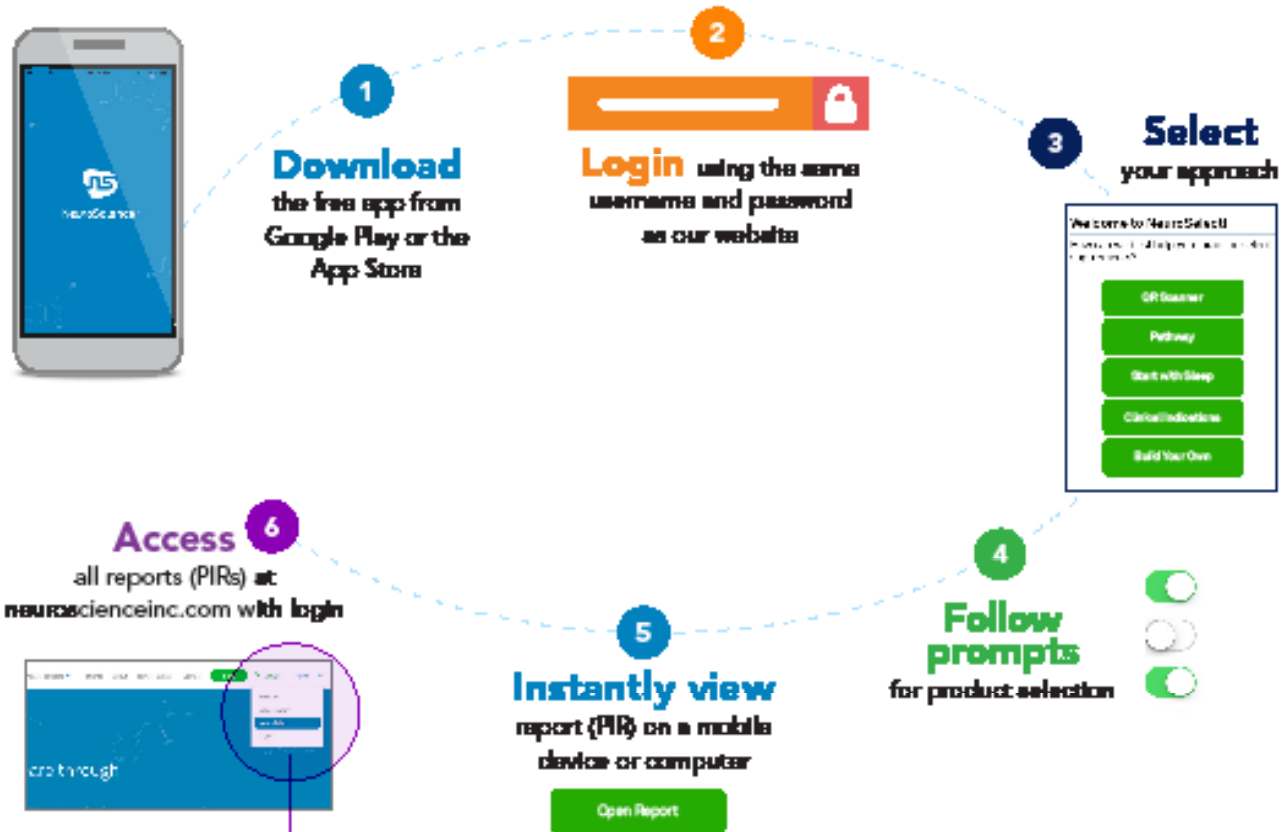 1
Download
the free app from
Google Play or the
App Store
2
Login using the same
username and password
as our website
3
Select
your approach
Welcome to NeuroSelect!
QR Scanner
Pathway
Start with Sleep
Clinical Indications
Build Your Own
4
Follow
prompts
for product selection
5
Instantly view
report (PIR) on a mobile
device or computer
Open Report
6
Access
all reports (PIRs) at
neuroscienceinc.com with login
through
ns